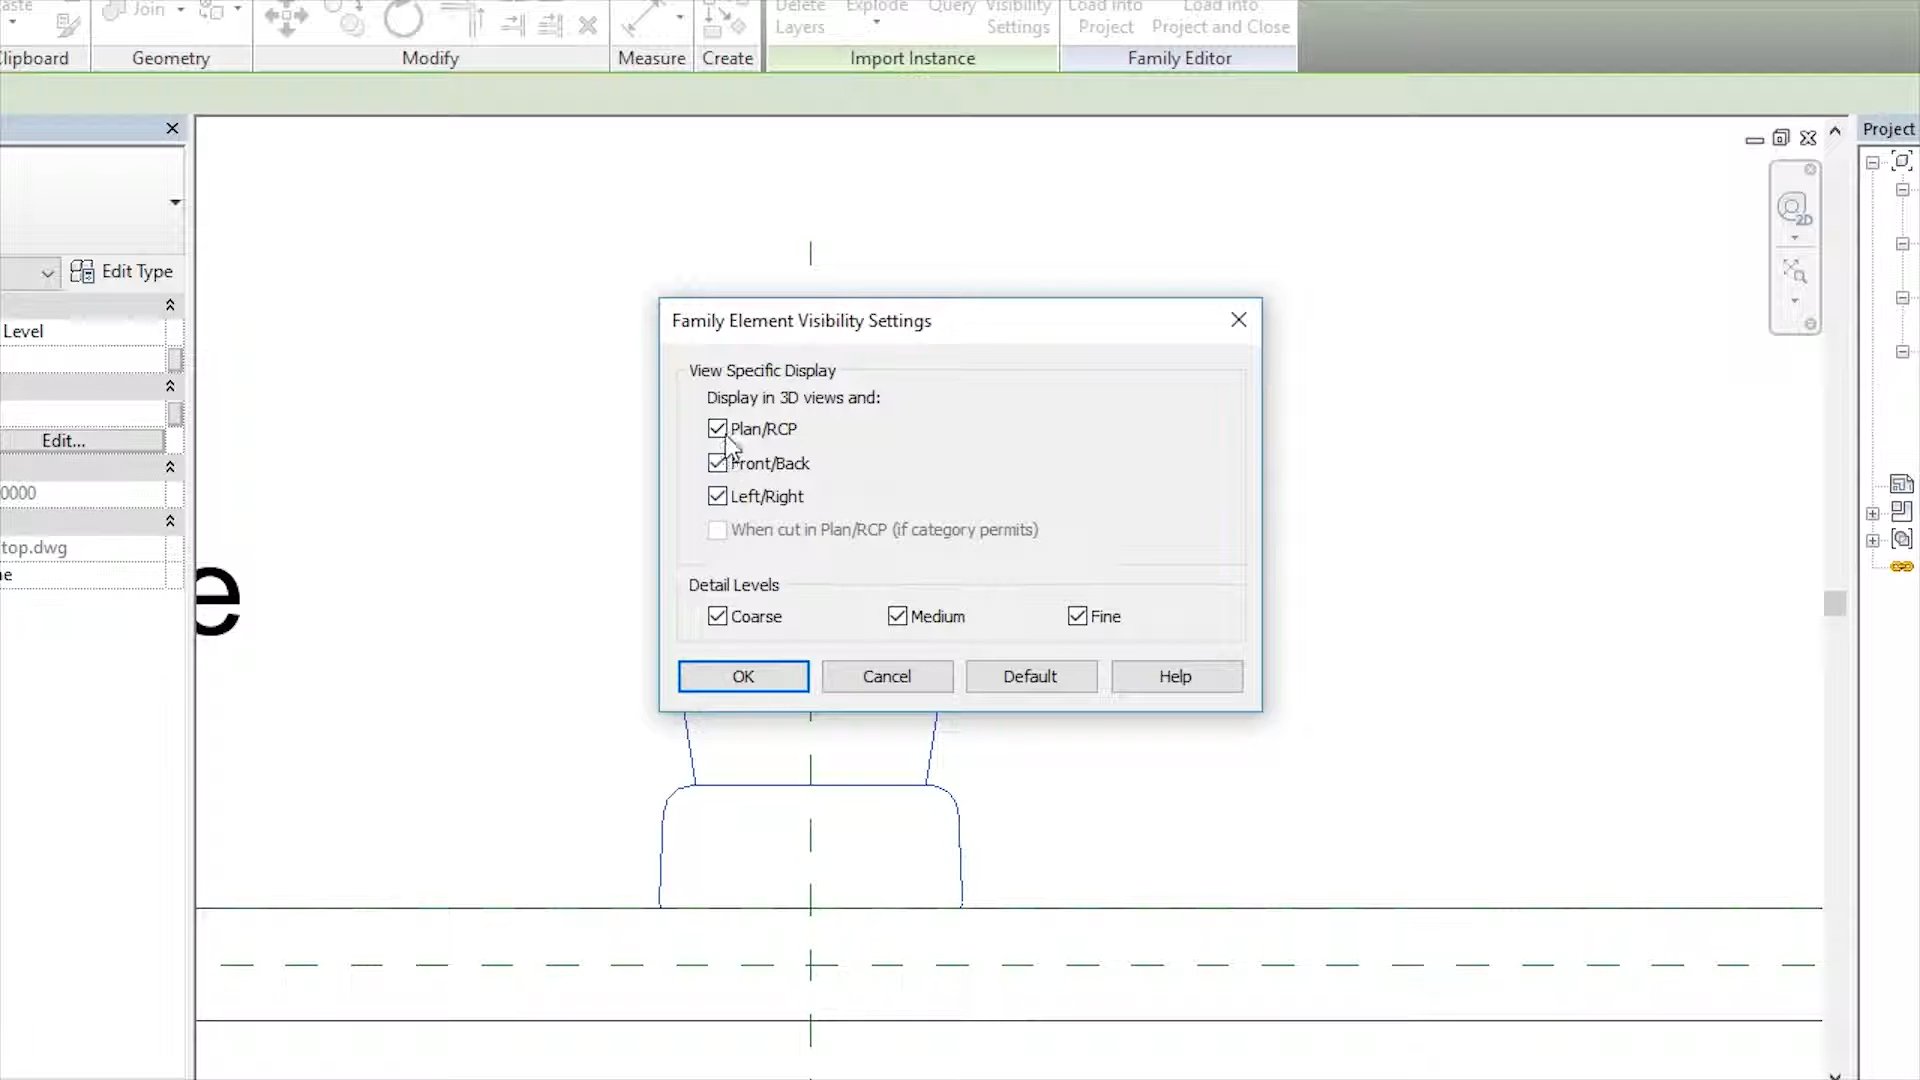 Join
Delete
Layers
Explode
Query
Visibility
Settings
Load into
Project
Load into
Project and Close
Geometry
Modify
Measure
Create
Import Instance
Family Editor
Project
2D
Edit Type
Level
Edit...
0000
top.dwg
e
Family Element Visibility Settings
View Specific Display
Display in 3D views and:
Plan/RCP
Front/Back
Left/Right
When cut in Plan/RCP (if category permits)
Detail Levels
Coarse
Medium
Fine
OK
Cancel
Default
Help